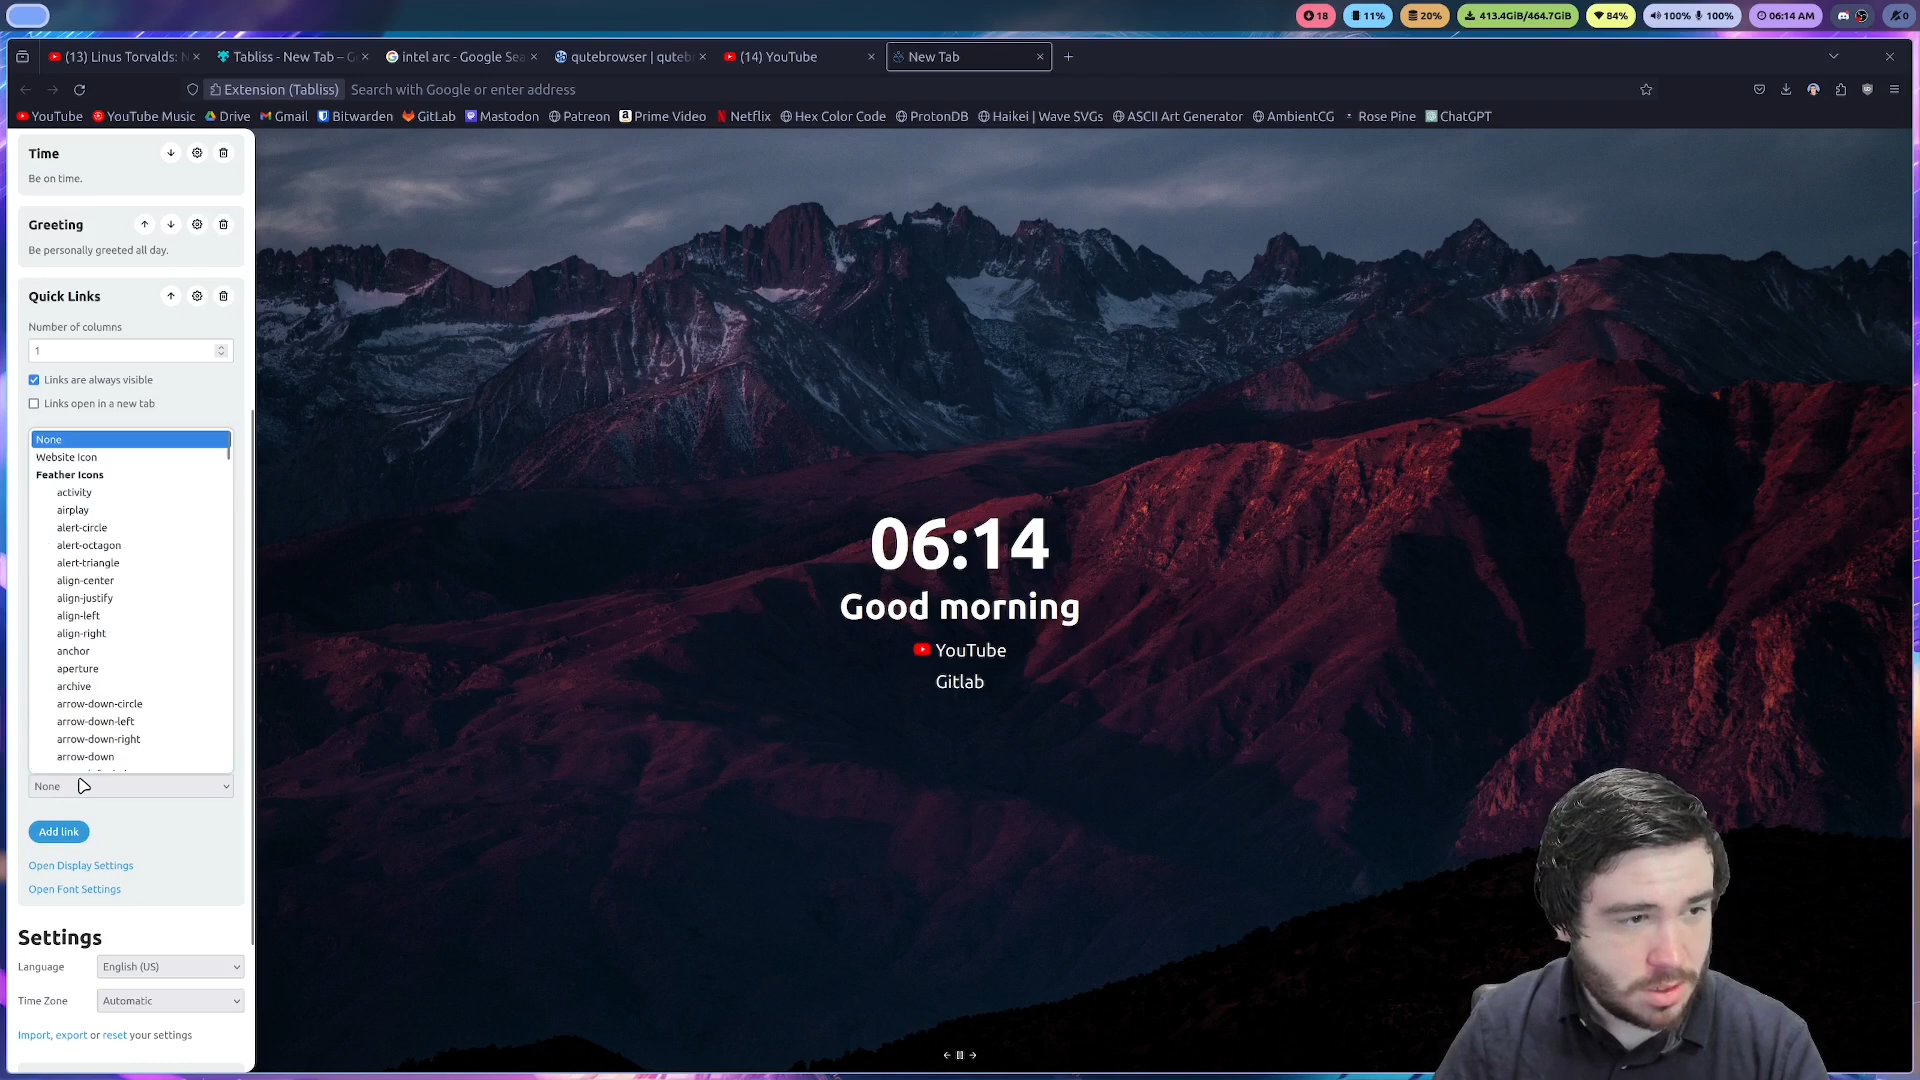 18
11%
20%
413.4GiB/464.7GiB
84%
100% 100%
06:14 AM
0
(13) Linus Torvalds: N
Tabliss - New Tab – G
intel arc - Google Sea
qutebrowser | qutebr
(14) YouTube
New Tab
Extension (Tabliss)
Search with Google or enter address
YouTube
YouTube Music
Drive
Gmail
Bitwarden
GitLab
Mastodon
Patreon
Prime Video
Netflix
Hex Color Code
ProtonDB
Haikei | Wave SVGs
ASCII Art Generator
AmbientCG
Rose Pine
ChatGPT
Time
Be on time.
Greeting
Be personally greeted all day.
Quick Links
Number of columns
1
Links are always visible
Links open in a new tab
None
Website Icon
Feather Icons
activity
airplay
alert-circle
alert-octagon
alert-triangle
align-center
align-justify
align-left
align-right
anchor
aperture
archive
arrow-down-circle
arrow-down-left
arrow-down-right
arrow-down
None
Add link
Open Display Settings
Open Font Settings
Settings
Language English (US)
Time Zone Automatic
Import, export or reset your settings
06:14
Good morning
YouTube
Gitlab